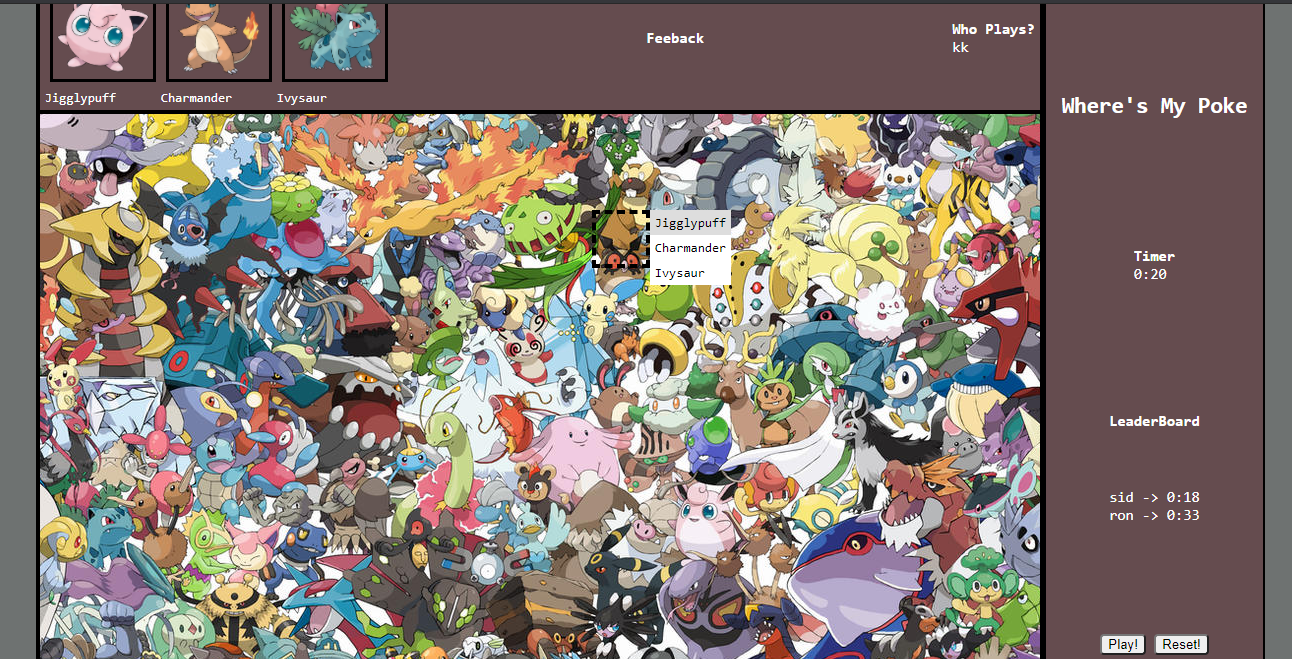 Jigglypuff
Charmander
Ivysaur
Feeback
Who Plays?
kk
Jigglypuff
Charmander
Ivysaur
Where's My Poke
Timer
0:20
LeaderBoard
sid -> 0:18
ron -> 0:33
Play! Reset!